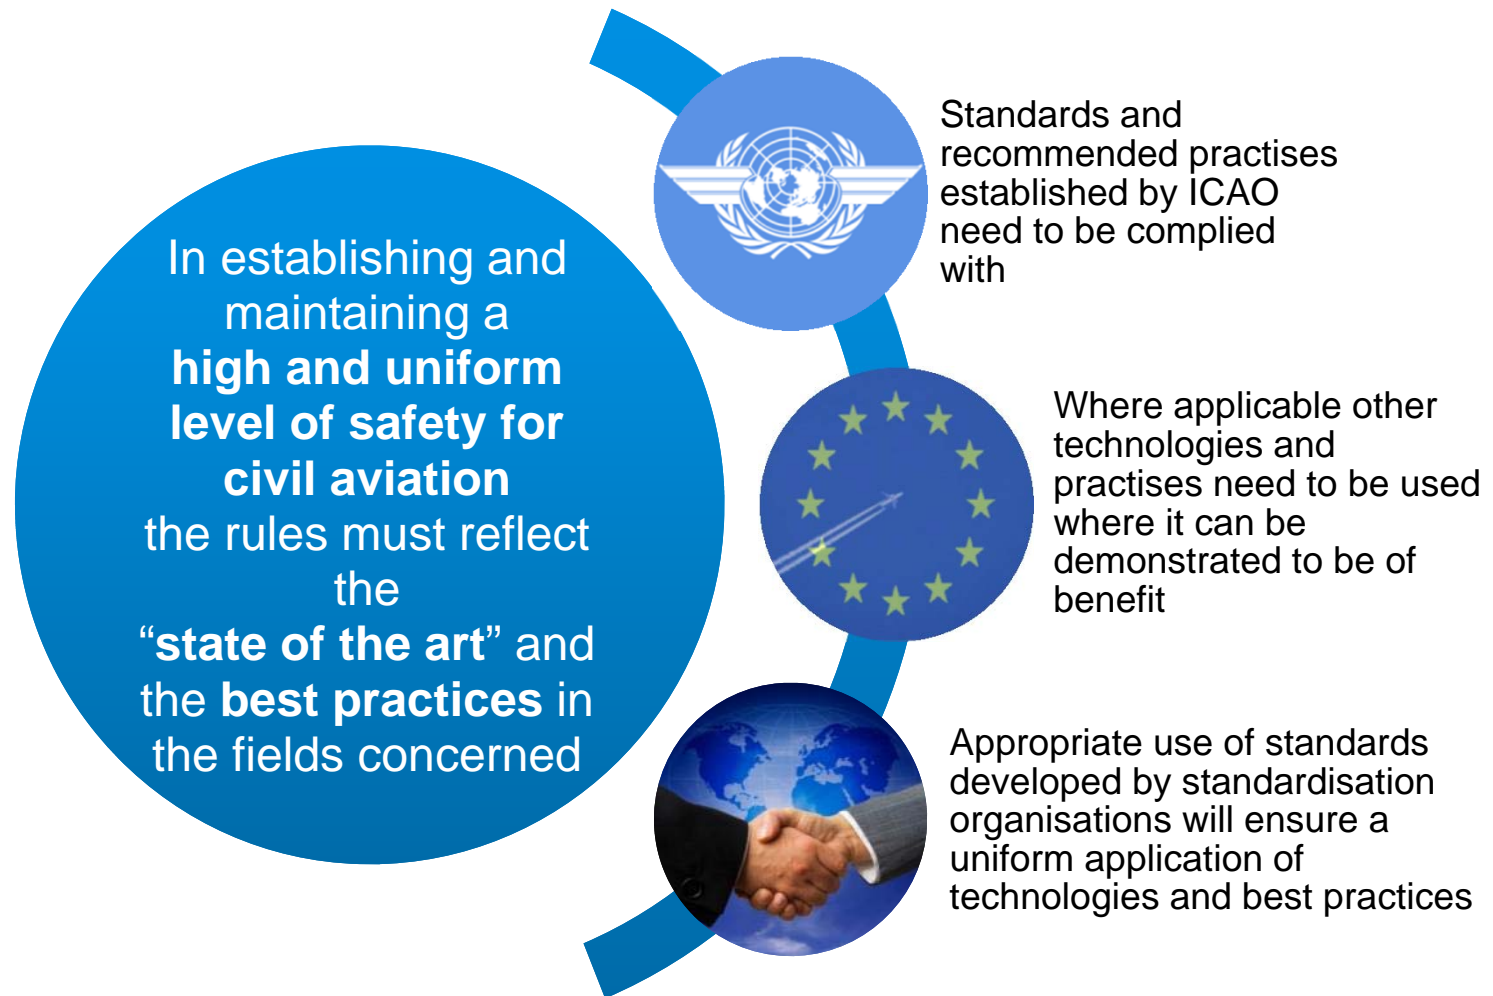 In establishing and
maintaining a
high and uniform
level of safety for
civil aviation
the rules must reflect
the
“state of the art” and
the best practices in
the fields concerned
Standards and
recommended practises
established by ICAO
need to be complied
with
Where applicable other
technologies and
practises need to be used
where it can be
demonstrated to be of
benefit
Appropriate use of standards
developed by standardisation
organisations will ensure a
uniform application of
technologies and best practices